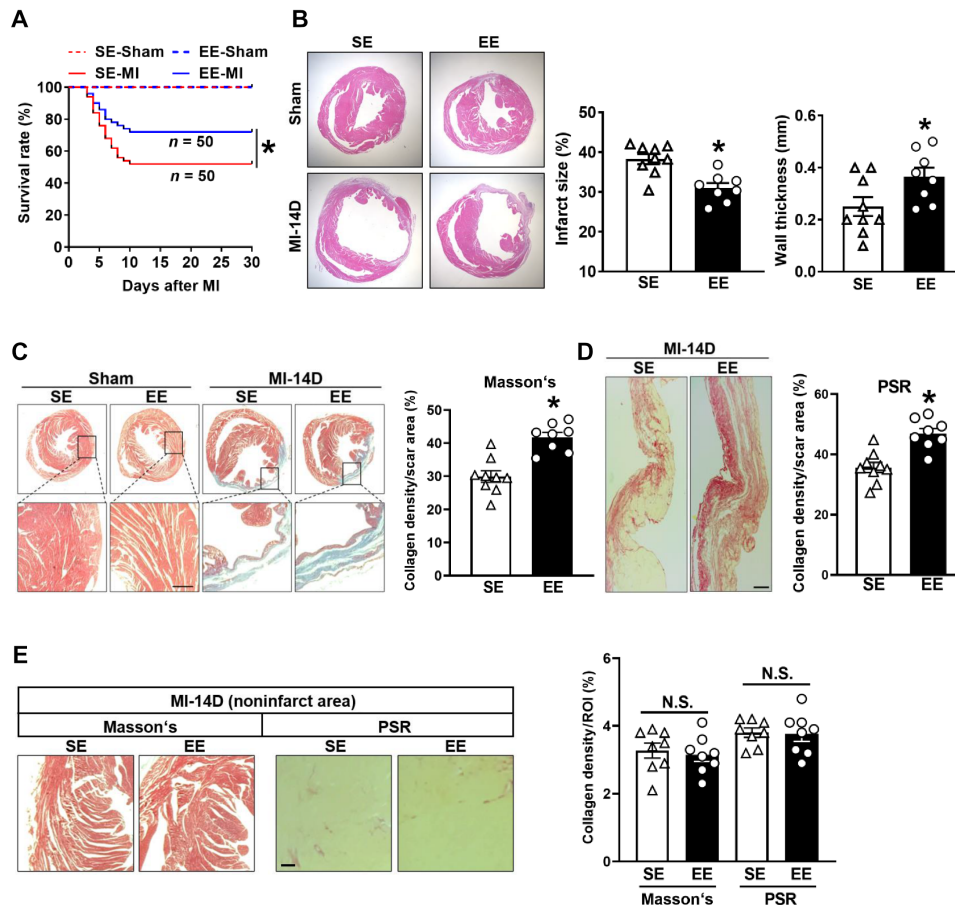 A
SE-Sham EE-Sham
SE-MI EE-MI
Survival rate (%)
100
80
60
40
20
0
n = 50
n = 50
*
0 5 10 15 20 25 30
Days after MI
B
SE EE
Sham
MI-14D
Infarct size (%)
40
30
20
10
*
SE EE
Wall thickness (mm)
0.6
0.4
0.2
0.0
*
SE EE
C
Sham MI-14D
SE EE SE EE
Masson‘s
Collagen density/scar area (%)
50
40
30
20
10
0
*
SE EE
D
MI-14D
SE EE
PSR
Collagen density/scar area (%)
60
40
20
0
*
SE EE
E
MI-14D (noninfarct area)
Masson‘s PSR
SE EE SE EE
Collagen density/ROI (%)
6
4
2
0
N.S. N.S.
SE EE SE EE
Masson‘s PSR